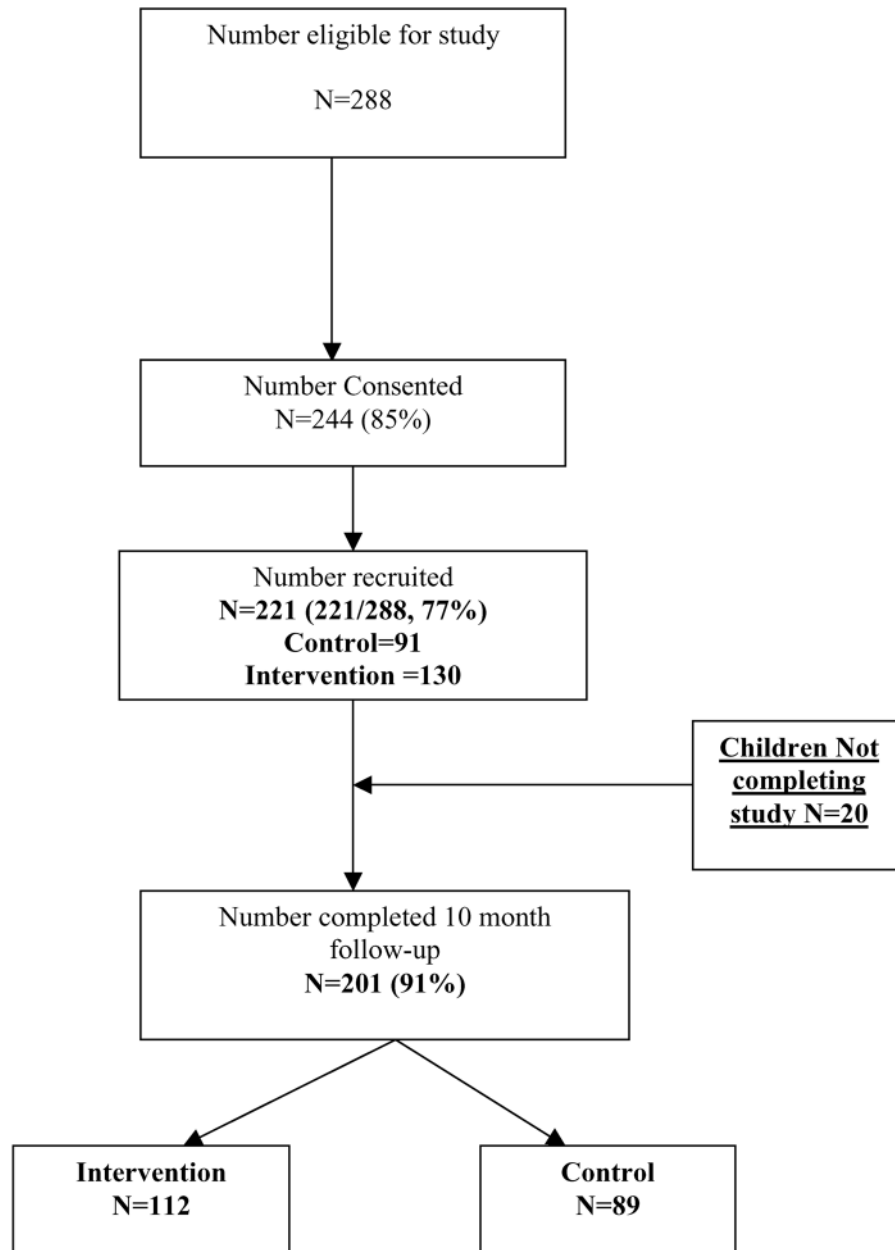 Number eligible for study
N=288
Number Consented
N=244 (85%)
Number recruited
N=221 (221/288, 77%)
Control=91
Intervention =130
Children Not
completing
study N=20
Number completed 10 month
follow-up
N=201 (91%)
Intervention
N=112
Control
N=89